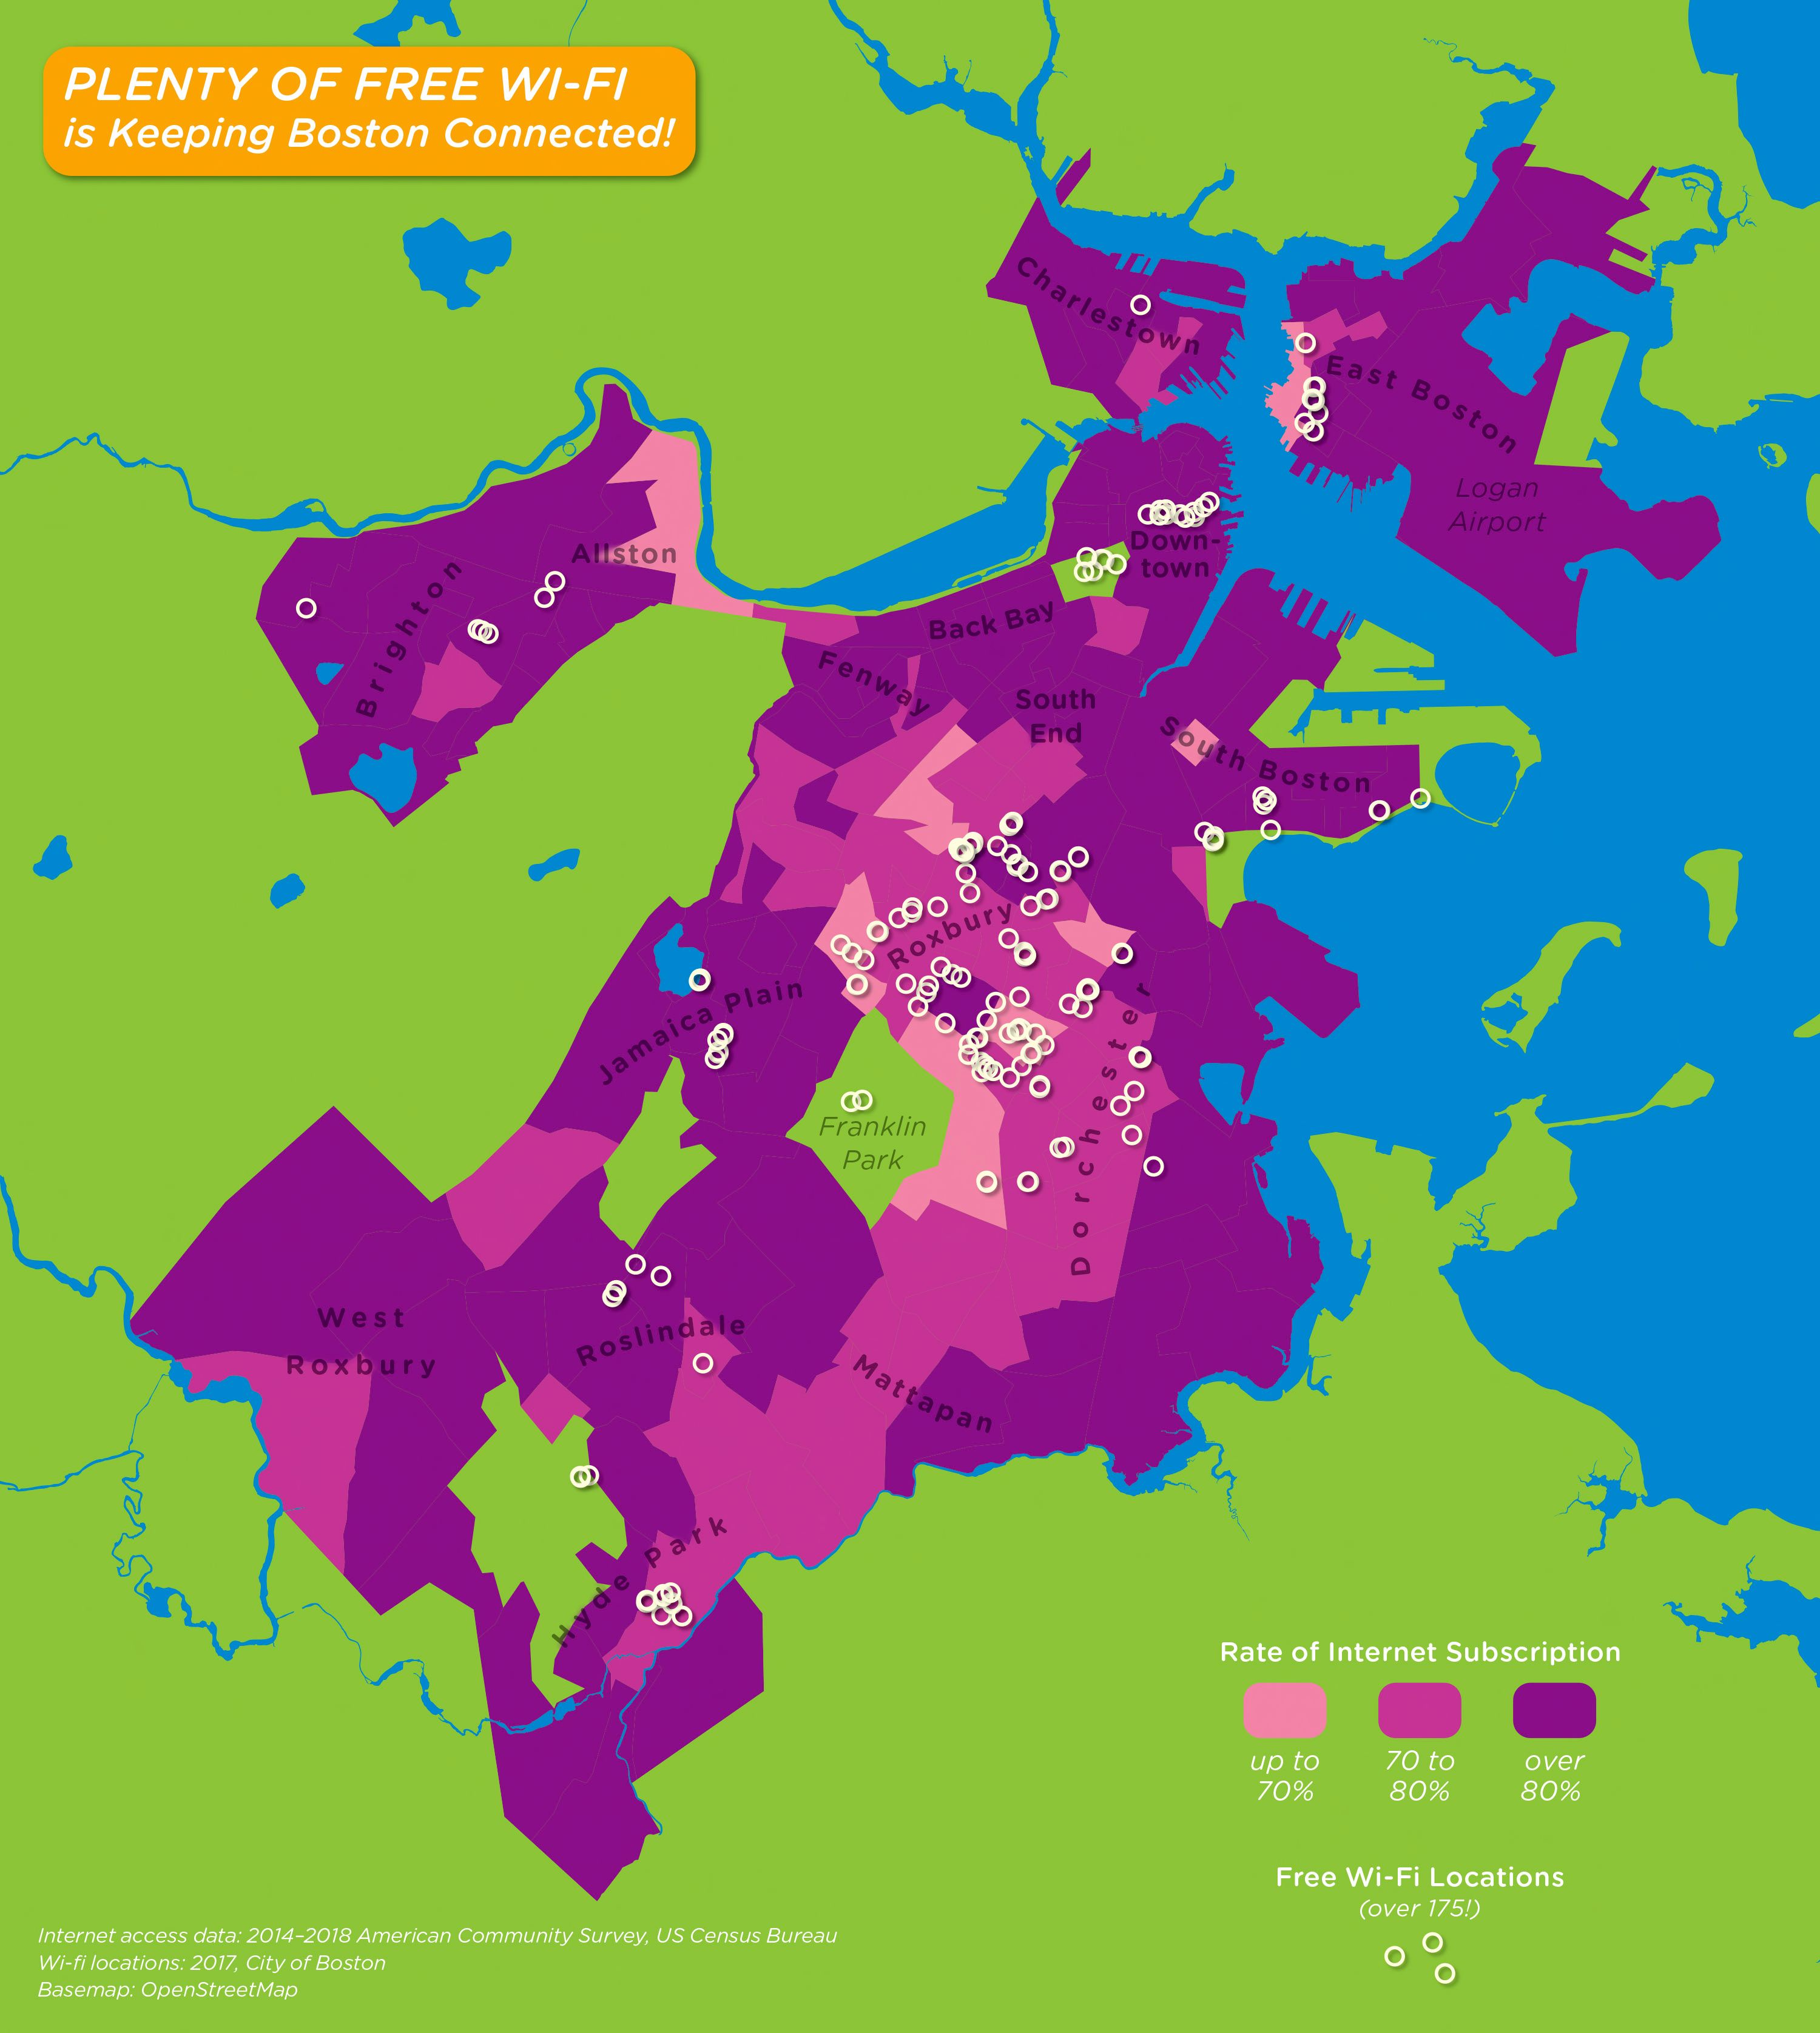 PLENTY OF FREE WI-FI
is Keeping Boston Connected!
Charlestown
East Boston
Logan
Airport
Allston
Brighton
Down-
town
Back Bay
Fenway
South
End
South Boston
Roxbury
Jamaica Plain
Dorchester
Franklin
Park
West
Roxbury
Roslindale
Mattapan
Hyde Park
Rate of Internet Subscription
up to
70%
70 to
80%
over
80%
Free Wi-Fi Locations
(over 175!)
Internet access data: 2014–2018 American Community Survey, US Census Bureau
Wi-fi locations: 2017, City of Boston
Basemap: OpenStreetMap